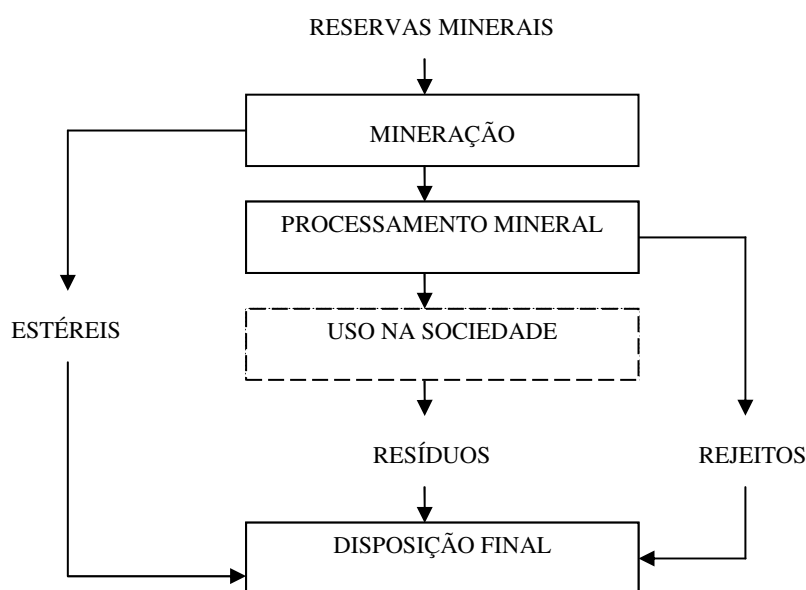 RESERVAS MINERAIS
MINERAÇÃO
PROCESSAMENTO MINERAL
USO NA SOCIEDADE
ESTÉREIS
RESÍDUOS
REJEITOS
DISPOSIÇÃO FINAL